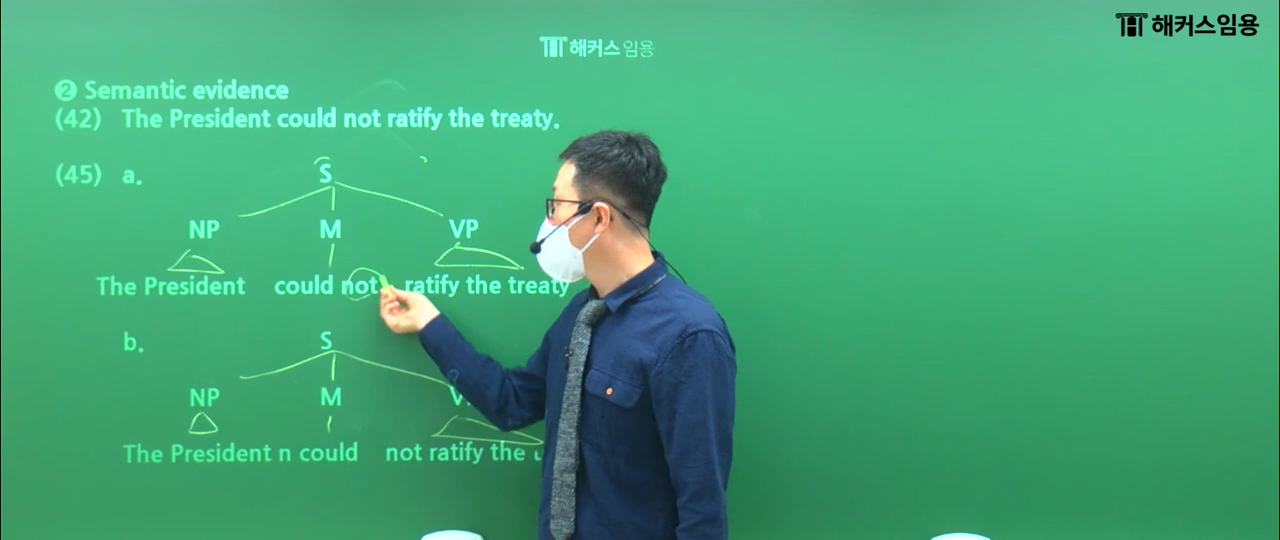 해커스임용
해커스임용
❷ Semantic evidence
(42) The President could not ratify the treaty.
(45) a.
S
NP M VP
The President could not ratify the treaty
b.
S
NP M
The President n could not ratify the